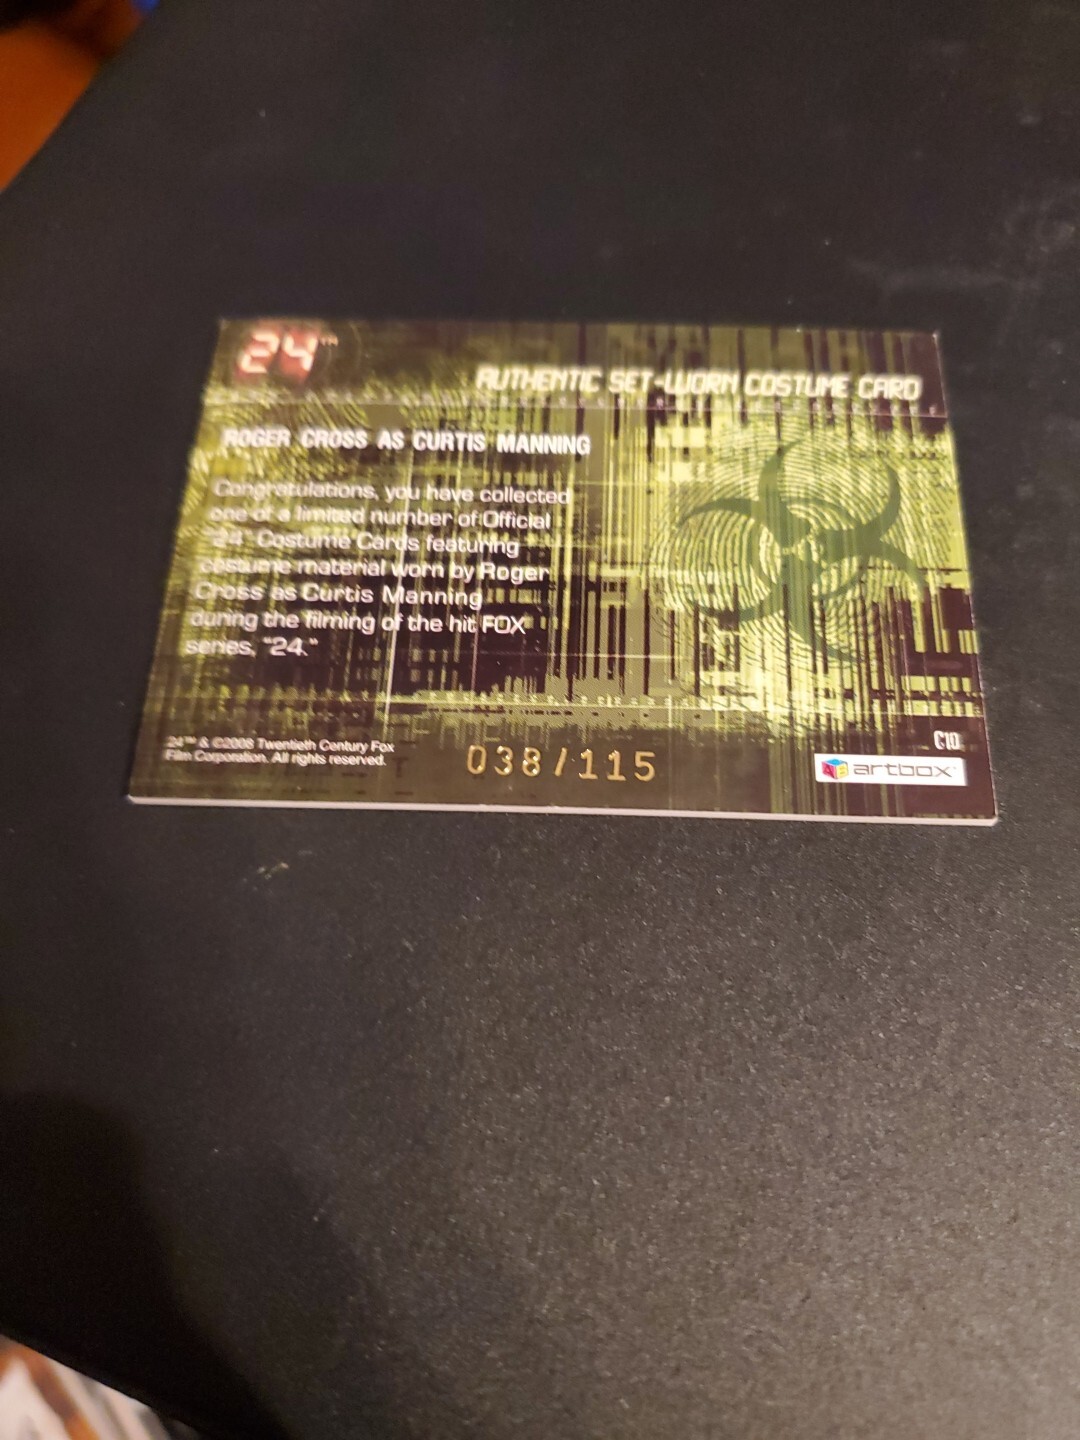 24™
AUTHENTIC SET-WORN COSTUME CARD
ROGER CROSS AS CURTIS MANNING
Congratulations, you have collected
one of a limited number of Official
"24" Costume Cards featuring
costume material worn by Roger
Cross as Curtis Manning
during the filming of the hit FOX
series, "24."
24™ & ©2008 Twentieth Century Fox
Film Corporation. All rights reserved.
038/115
C10
artbox